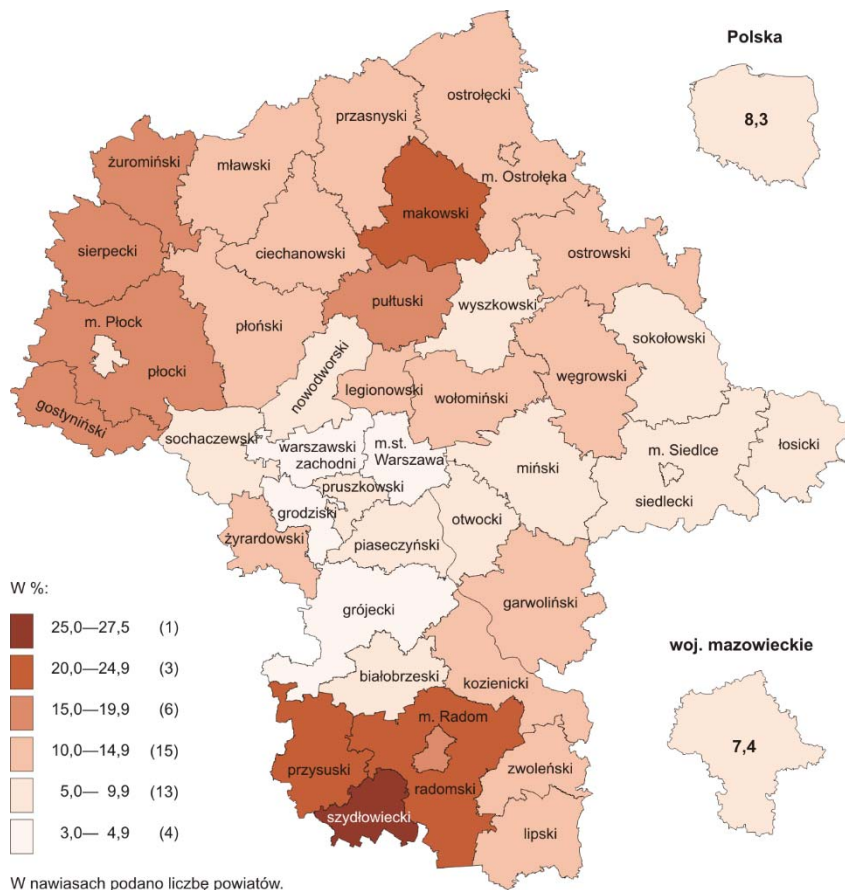 Polska
8,3
ostrołęcki
przasnyski
żuromiński
mławski
m. Ostrołęka
makowski
sierpecki
ciechanowski
ostrowski
pułtuski
wyszkowski
m. Płock
płoński
sokołowski
płocki
nowodworski
legionowski
wołomiński
węgrowski
gostyniński
sochaczewski
warszawski
zachodni
m.st.
Warszawa
m. Siedlce
łosicki
miński
pruszkowski
siedlecki
grodziski
otwocki
żyrardowski
piaseczyński
W %:
garwoliński
grójecki
25,0—27,5 (1)
20,0—24,9 (3)
15,0—19,9 (6)
10,0—14,9 (15)
5,0— 9,9 (13)
3,0— 4,9 (4)
woj. mazowieckie
7,4
białobrzeski
kozienicki
m. Radom
przysuski
zwoleński
radomski
szydłowiecki
lipski
W nawiasach podano liczbę powiatów.